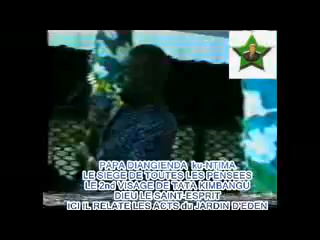 PAPA DIANGIENDA ku-NTIMA
LE SIEGE DE TOUTES LES PENSEES
LE 2nd VISAGE DE TATA KIMBANGU
DIEU LE SAINT-ESPRIT
ICI IL RELATE LES ACTS du JARDIN D'EDEN